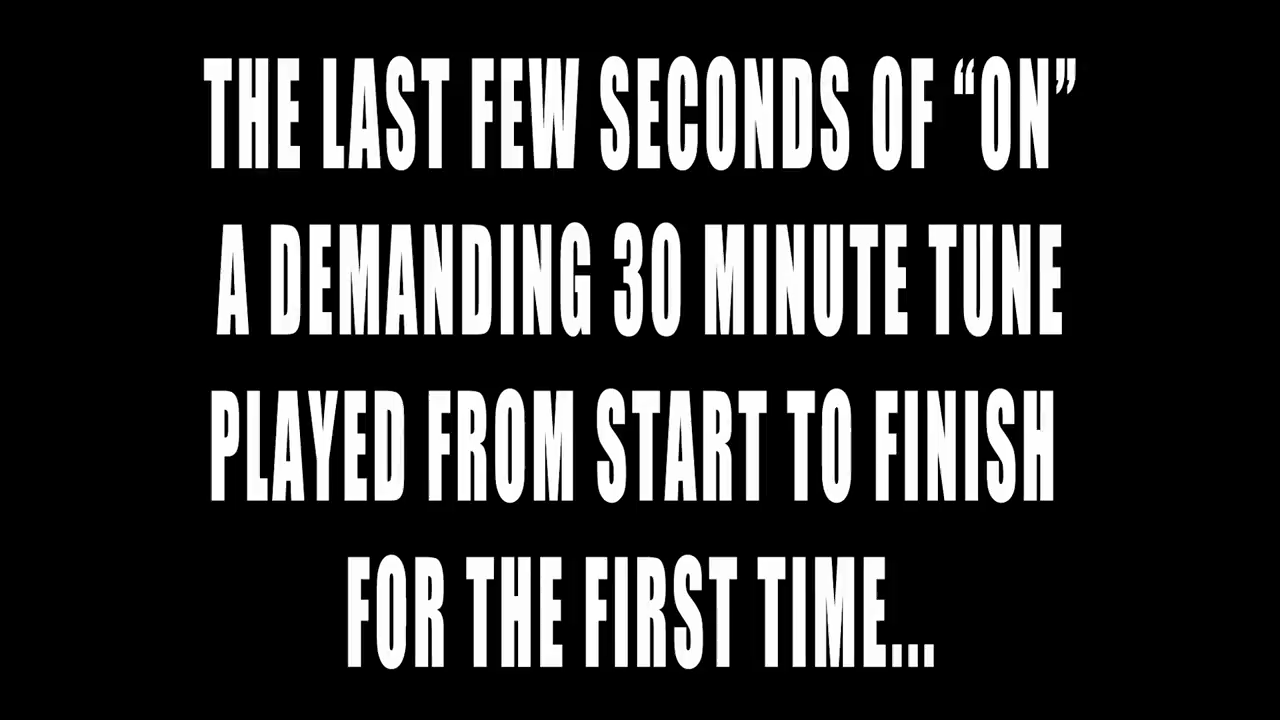 THE LAST FEW SECONDS OF “ON”
A DEMANDING 30 MINUTE TUNE
PLAYED FROM START TO FINISH
FOR THE FIRST TIME...